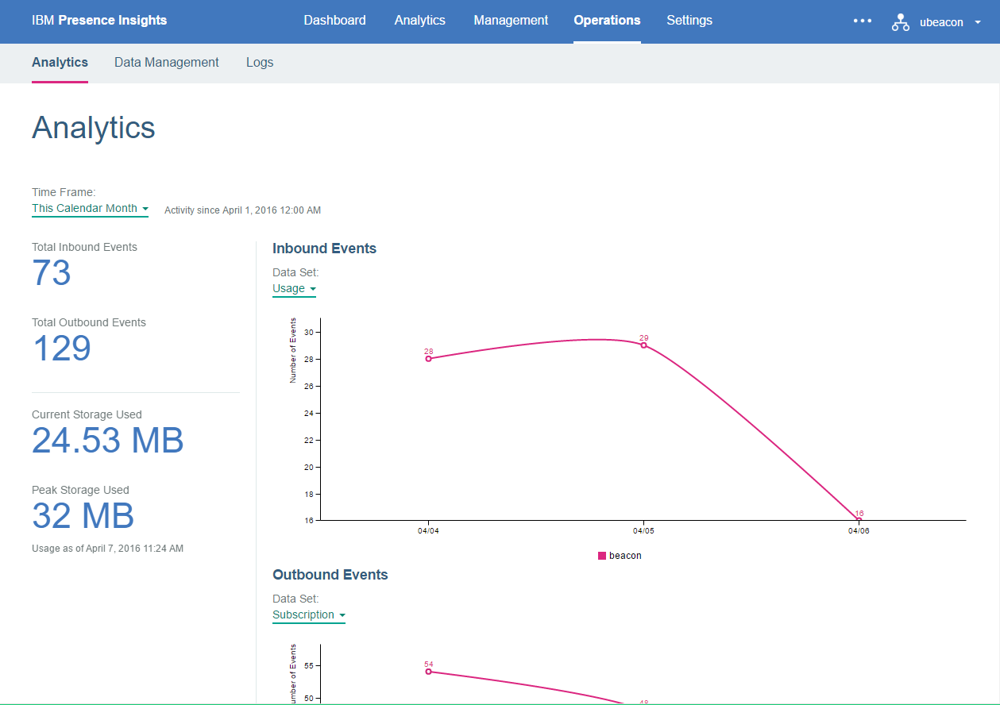 IBM Presence Insights
Dashboard Analytics Management Operations Settings
ubeacon
Analytics Data Management Logs
Analytics
Time Frame:
This Calendar Month
Activity since April 1, 2016 12:00 AM
Total Inbound Events
73
Total Outbound Events
129
Current Storage Used
24.53 MB
Peak Storage Used
32 MB
Usage as of April 7, 2016 11:24 AM
Inbound Events
Data Set:
Usage
Number of Events
30
28
26
24
22
20
18
16
28
29
16
04/04 04/05 04/06
beacon
Outbound Events
Data Set:
Subscription
of Events
55
50
54